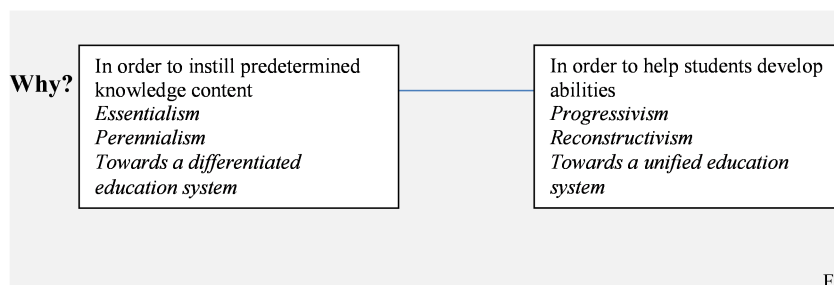 Why?
In order to instill predetermined
knowledge content
Essentialism
Perennialism
Towards a differentiated
education system
In order to help students develop
abilities
Progressivism
Reconstructivism
Towards a unified education
system